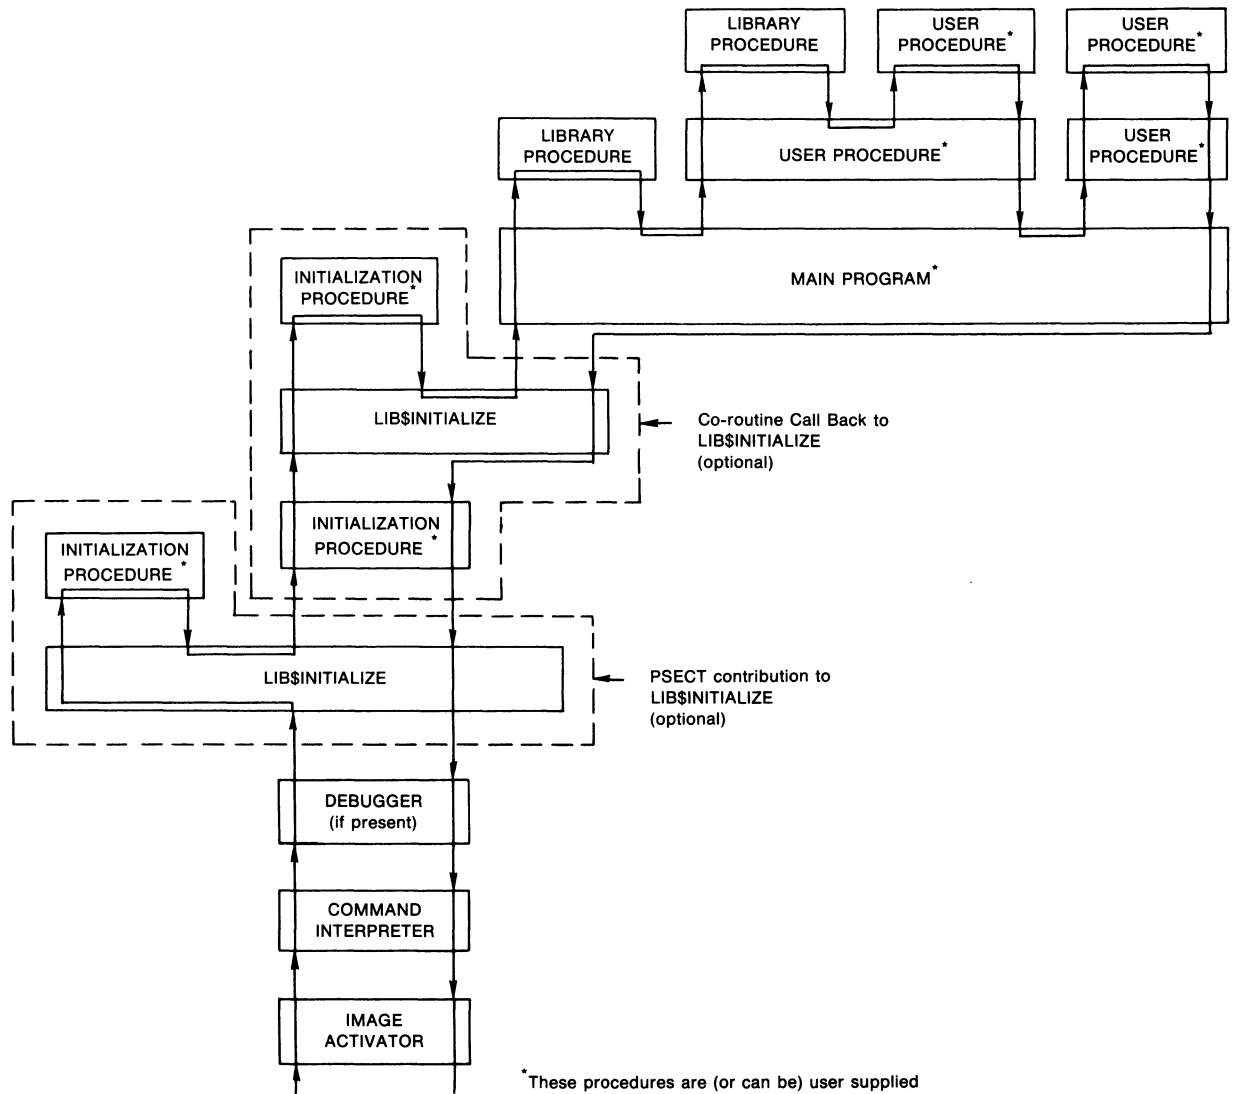 LIBRARY
PROCEDURE
USER
PROCEDURE*
USER
PROCEDURE*
LIBRARY
PROCEDURE
USER PROCEDURE*
USER
PROCEDURE*
MAIN PROGRAM*
INITIALIZATION
PROCEDURE*
LIB$INITIALIZE
Co-routine Call Back to
LIB$INITIALIZE
(optional)
INITIALIZATION
PROCEDURE*
INITIALIZATION
PROCEDURE*
LIB$INITIALIZE
PSECT contribution to
LIB$INITIALIZE
(optional)
DEBUGGER
(if present)
COMMAND
INTERPRETER
IMAGE
ACTIVATOR
*These procedures are (or can be) user supplied